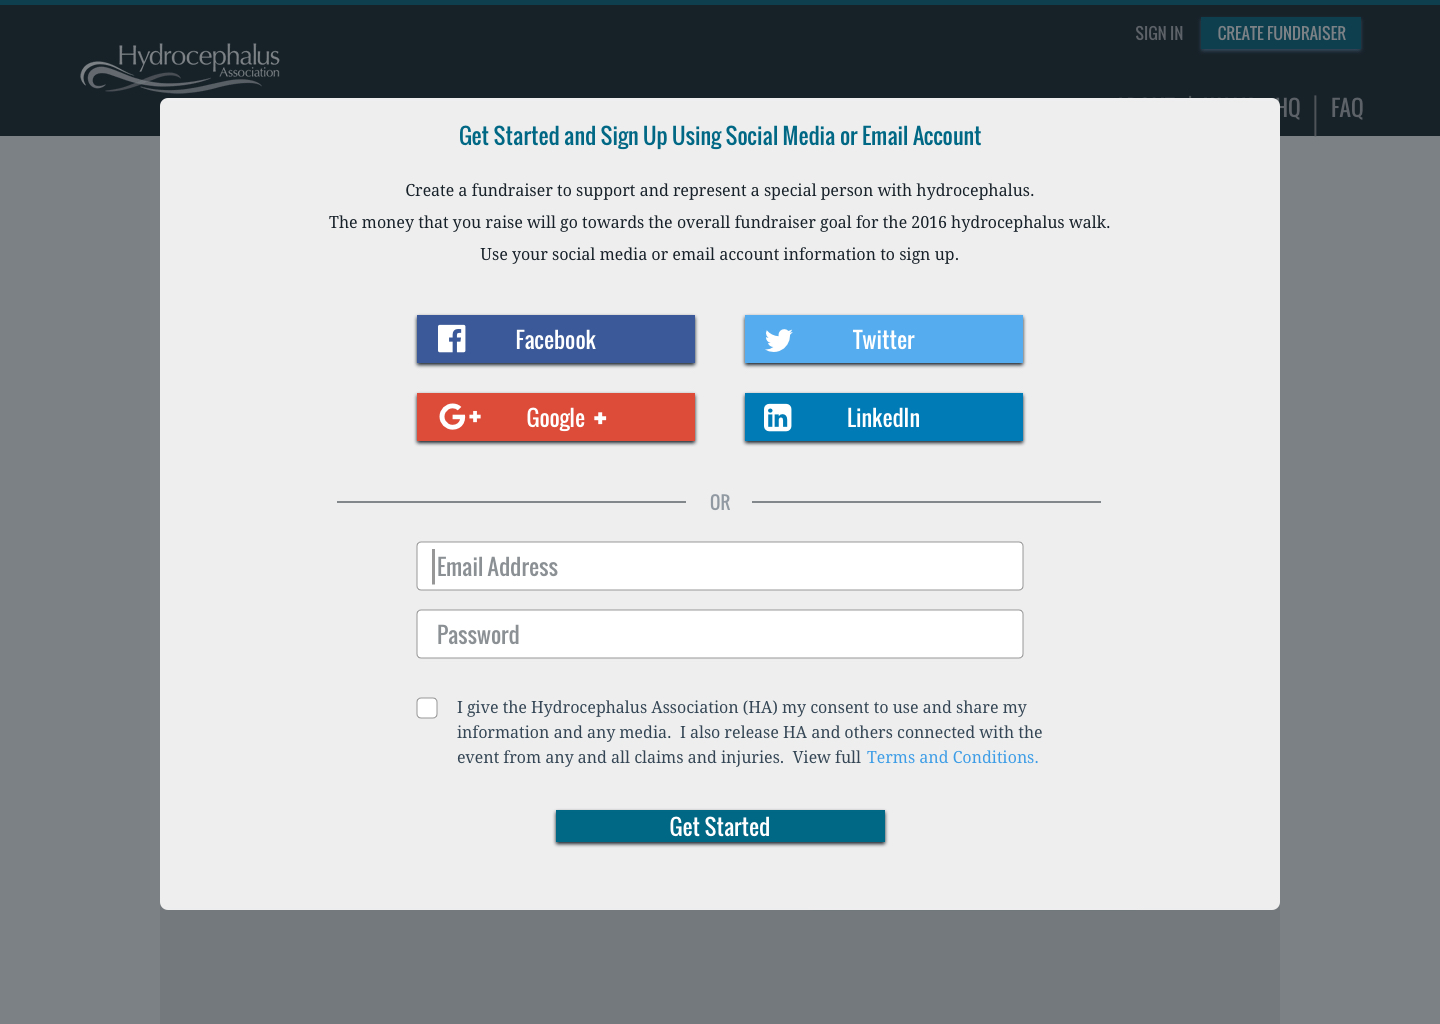 SIGN IN
CREATE FUNDRAISER
Hydrocephalus
Association
HQ
FAQ
Get Started and Sign Up Using Social Media or Email Account
Create a fundraiser to support and represent a special person with hydrocephalus.
The money that you raise will go towards the overall fundraiser goal for the 2016 hydrocephalus walk.
Use your social media or email account information to sign up.
Facebook
Twitter
G+ Google +
in LinkedIn
OR
Email Address
Password
I give the Hydrocephalus Association (HA) my consent to use and share my
information and any media. I also release HA and others connected with the
event from any and all claims and injuries. View full Terms and Conditions.
Get Started